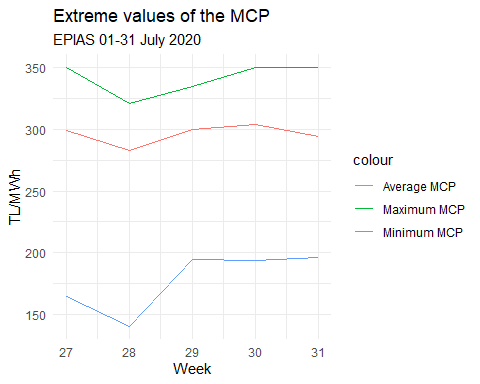 Extreme values of the MCP
EPIAS 01-31 July 2020
350
300
250
200
150
TL/MWh
27 28 29 30 31
Week
colour
Average MCP
Maximum MCP
Minimum MCP